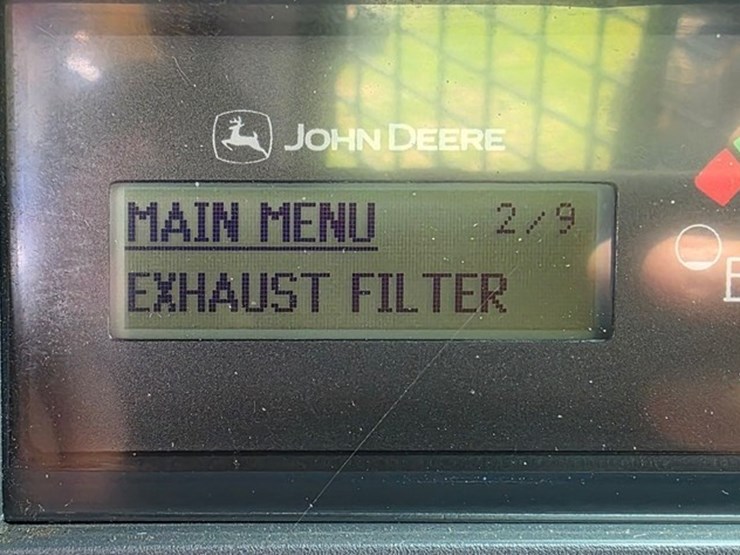 JOHN DEERE
MAIN MENU 2/9
EXHAUST FILTER